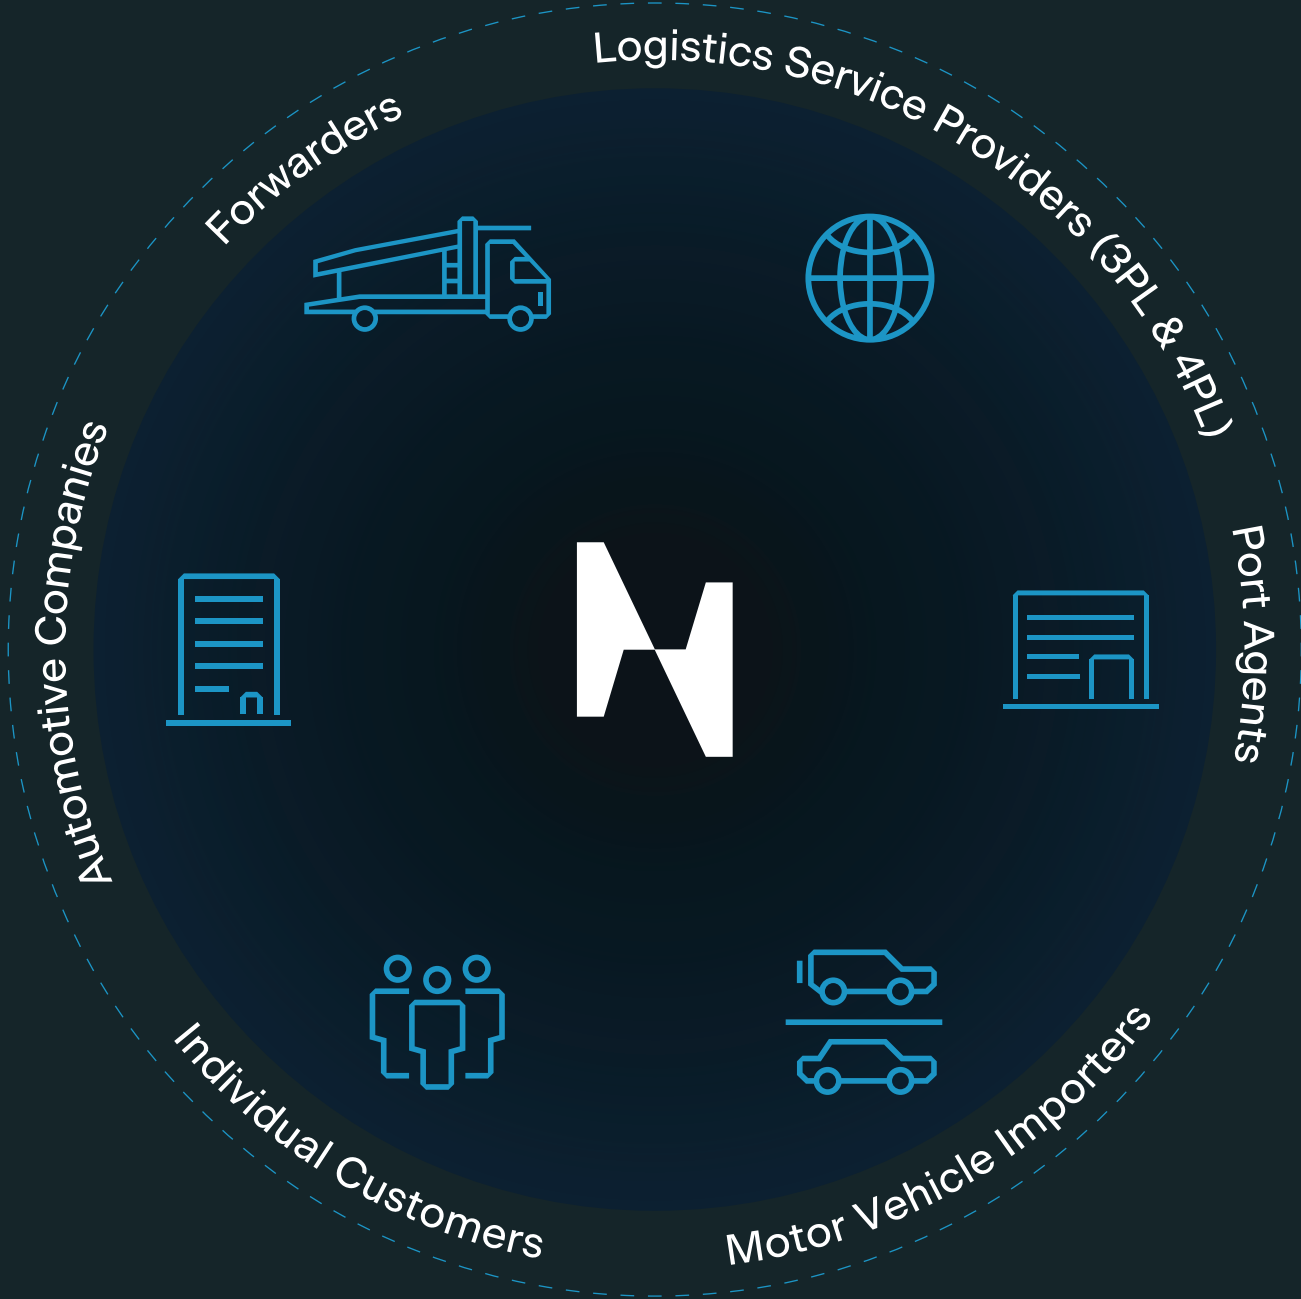 Logistics Service Providers (3PL & 4PL)
Port Agents
Motor Vehicle Importers
Individual Customers
Automotive Companies
Forwarders